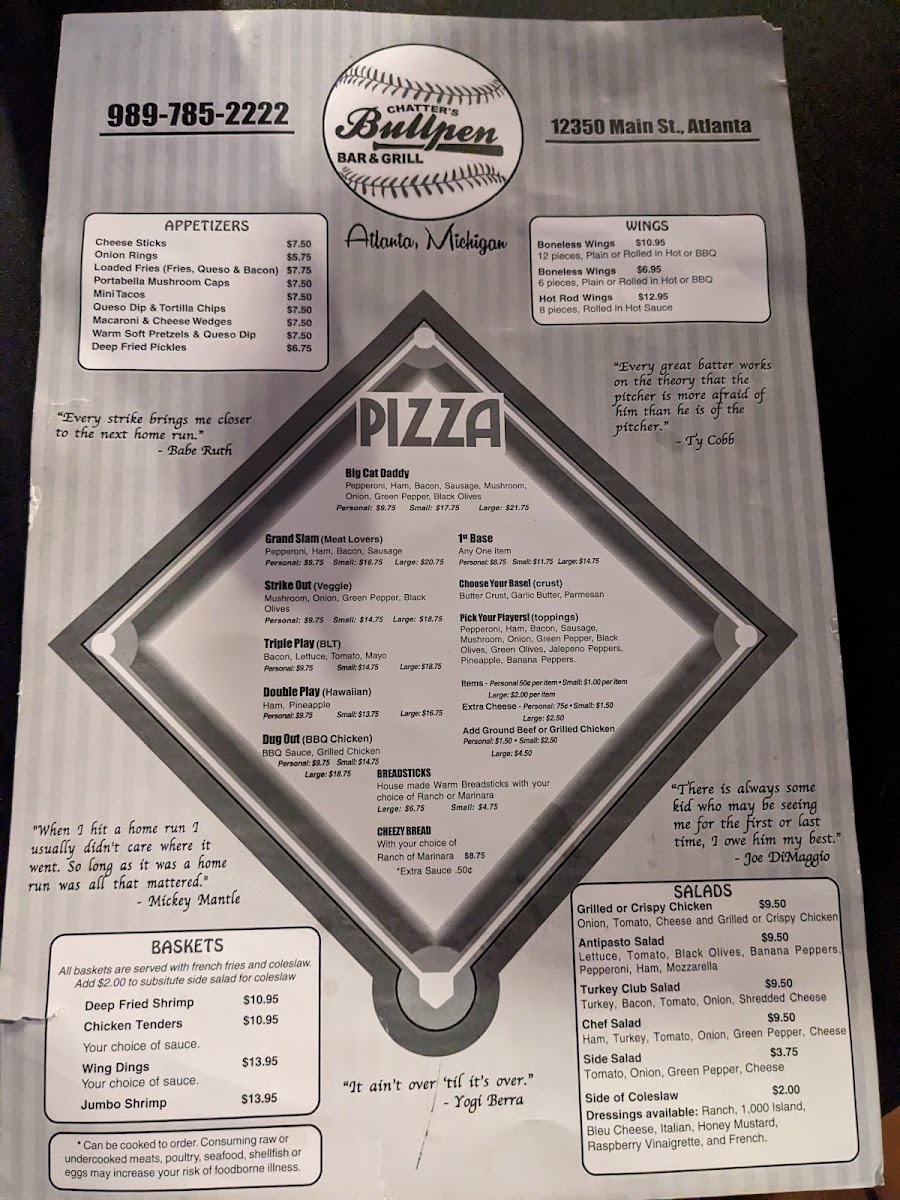 989-785-2222
CHATTER'S
Bullpen
BAR & GRILL
12350 Main St., Atlanta
Atlanta, Michigan
APPETIZERS
Cheese Sticks $7.50
Onion Rings $5.75
Loaded Fries (Fries, Queso & Bacon) $7.75
Portabella Mushroom Caps $7.50
Mini Tacos $7.50
Queso Dip & Tortilla Chips $7.50
Macaroni & Cheese Wedges $7.50
Warm Soft Pretzels & Queso Dip $7.50
Deep Fried Pickles $6.75
WINGS
Boneless Wings $10.95
12 pieces, Plain or Rolled in Hot or BBQ
Boneless Wings $6.95
6 pieces, Plain or Rolled in Hot or BBQ
Hot Rod Wings $12.95
8 pieces, Rolled in Hot Sauce
"Every strike brings me closer
to the next home run."
- Babe Ruth
"Every great batter works
on the theory that the
pitcher is more afraid of
him than he is of the
pitcher."
- Ty Cobb
PIZZA
Big Cat Daddy
Pepperoni, Ham, Bacon, Sausage, Mushroom,
Onion, Green Pepper, Black Olives
Personal: $9.75 Small: $17.75 Large: $21.75
Grand Slam (Meat Lovers)
Pepperoni, Ham, Bacon, Sausage
Personal: $9.75 Small: $16.75 Large: $20.75
Strike Out (Veggie)
Mushroom, Onion, Green Pepper, Black
Olives
Personal: $9.75 Small: $14.75 Large: $18.75
Triple Play (BLT)
Bacon, Lettuce, Tomato, Mayo
Personal: $9.75 Small: $14.75 Large: $18.75
Double Play (Hawaiian)
Ham, Pineapple
Personal: $9.75 Small: $13.75 Large: $16.75
Dug Out (BBQ Chicken)
BBQ Sauce, Grilled Chicken
Personal: $9.75 Small: $14.75
Large: $18.75
1st Base
Any One Item
Personal: $8.75 Small: $11.75 Large: $14.75
Choose Your Base! (crust)
Butter Crust, Garlic Butter, Parmesan
Pick Your Players! (toppings)
Pepperoni, Ham, Bacon, Sausage,
Mushroom, Onion, Green Pepper, Black
Olives, Green Olives, Jalepeno Peppers,
Pineapple, Banana Peppers.
Items - Personal 50¢ per item • Small: $1.00 per item
Large: $2.00 per item
Extra Cheese - Personal: 75¢ • Small: $1.50
Large: $2.50
Add Ground Beef or Grilled Chicken
Personal: $1.50 • Small: $2.50
Large: $4.50
BREADSTICKS
House made Warm Breadsticks with your
choice of Ranch or Marinara
Large: $6.75 Small: $4.75
CHEEZY BREAD
With your choice of
Ranch of Marinara $8.75
*Extra Sauce .50¢
"When I hit a home run I
usually didn't care where it
went. So long as it was a home
run was all that mattered."
- Mickey Mantle
"There is always some
kid who may be seeing
me for the first or last
time, I owe him my best."
- Joe DiMaggio
BASKETS
All baskets are served with french fries and coleslaw.
Add $2.00 to subsitute side salad for coleslaw
Deep Fried Shrimp $10.95
Chicken Tenders $10.95
Your choice of sauce.
Wing Dings $13.95
Your choice of sauce.
Jumbo Shrimp $13.95
* Can be cooked to order. Consuming raw or
undercooked meats, poultry, seafood, shellfish or
eggs may increase your risk of foodborne illness.
"It ain't over 'til it's over."
- Yogi Berra
SALADS
Grilled or Crispy Chicken $9.50
Onion, Tomato, Cheese and Grilled or Crispy Chicken
Antipasto Salad $9.50
Lettuce, Tomato, Black Olives, Banana Peppers,
Pepperoni, Ham, Mozzarella
Turkey Club Salad $9.50
Turkey, Bacon, Tomato, Onion, Shredded Cheese
Chef Salad $9.50
Ham, Turkey, Tomato, Onion, Green Pepper, Cheese
Side Salad $3.75
Tomato, Onion, Green Pepper, Cheese
Side of Coleslaw $2.00
Dressings available: Ranch, 1,000 Island,
Bleu Cheese, Italian, Honey Mustard,
Raspberry Vinaigrette, and French.